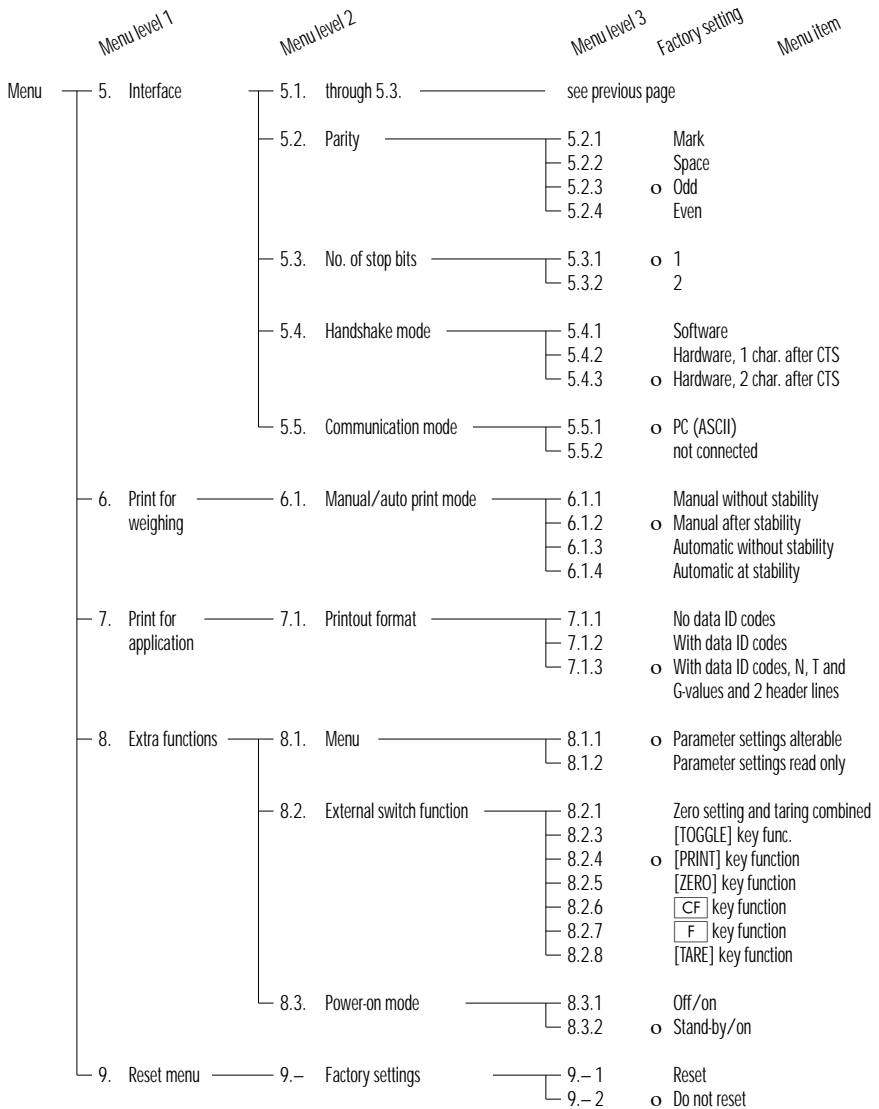 Menu level 1 Menu level 2 Menu level 3 Factory setting Menu item
Menu 5. Interface 5.1. through 5.3. see previous page
5.2. Parity 5.2.1 Mark
5.2.2 Space
5.2.3 o Odd
5.2.4 Even
5.3. No. of stop bits 5.3.1 o 1
5.3.2 2
5.4. Handshake mode 5.4.1 Software
5.4.2 Hardware, 1 char. after CTS
5.4.3 o Hardware, 2 char. after CTS
5.5. Communication mode 5.5.1 o PC (ASCII)
5.5.2 not connected
6. Print for 6.1. Manual/auto print mode 6.1.1 Manual without stability
weighing 6.1.2 o Manual after stability
6.1.3 Automatic without stability
6.1.4 Automatic at stability
7. Print for 7.1. Printout format 7.1.1 No data ID codes
application 7.1.2 With data ID codes
7.1.3 o With data ID codes, N, T and
G-values and 2 header lines
8. Extra functions 8.1. Menu 8.1.1 o Parameter settings alterable
8.1.2 Parameter settings read only
8.2. External switch function 8.2.1 Zero setting and taring combined
8.2.3 [TOGGLE] key func.
8.2.4 o [PRINT] key function
8.2.5 [ZERO] key function
8.2.6 CF key function
8.2.7 F key function
8.2.8 [TARE] key function
8.3. Power-on mode 8.3.1 Off/on
8.3.2 o Stand-by/on
9. Reset menu 9.– Factory settings 9.– 1 Reset
9.– 2 o Do not reset